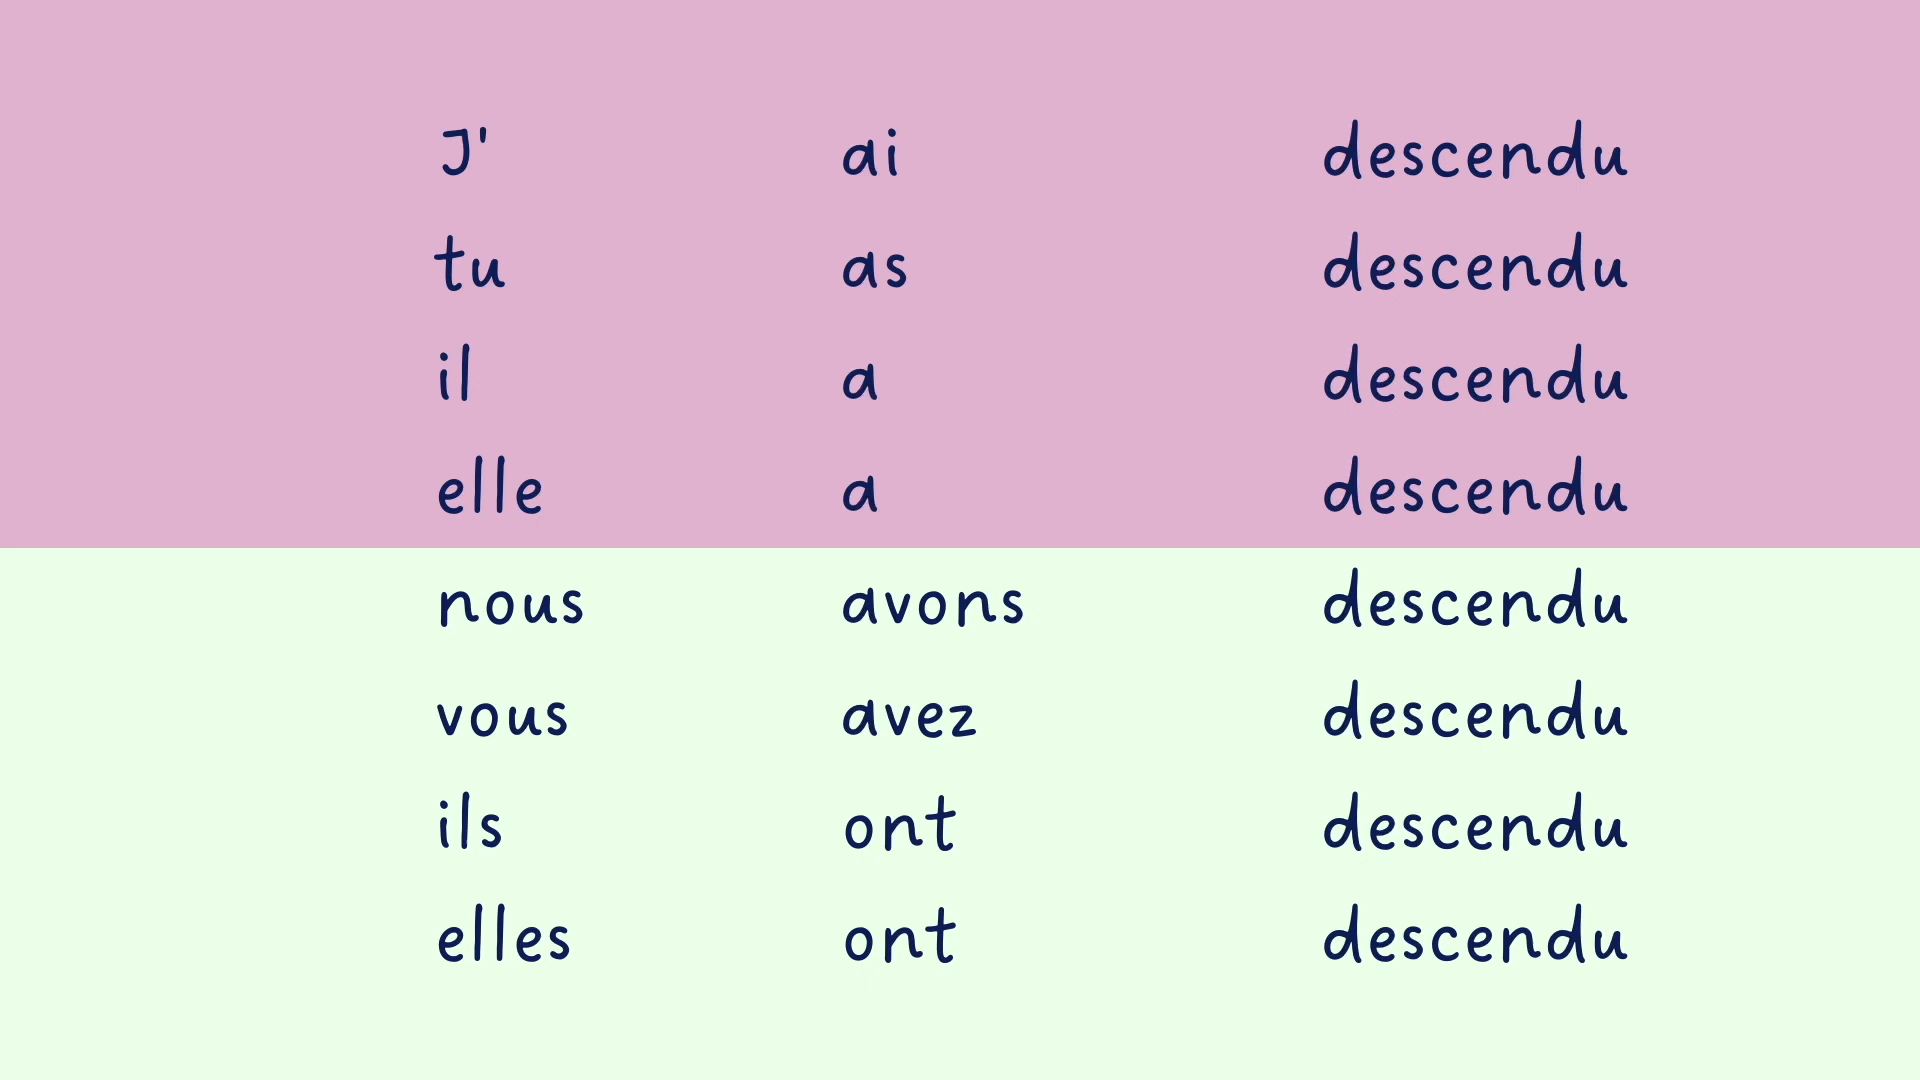 J' ai descendu
tu as descendu
il a descendu
elle a descendu
nous avons descendu
vous avez descendu
ils ont descendu
elles ont descendu